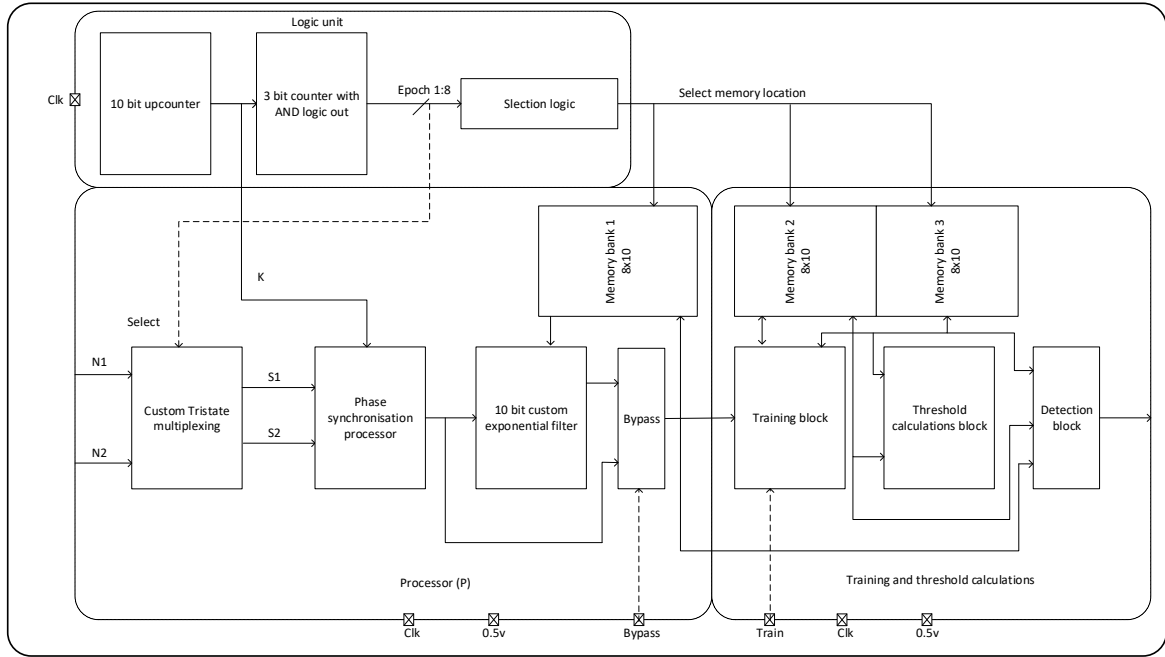 Logic unit
Clk
10 bit upcounter
3 bit counter with
AND logic out
Epoch 1:8
Slection logic
Select memory location
Memory bank 1
8x10
Memory bank 2
8x10
Memory bank 3
8x10
K
Select
N1
N2
Custom Tristate
multiplexing
S1
S2
Phase
synchronisation
processor
10 bit custom
exponential filter
Bypass
Training block
Threshold
calculations block
Detection
block
Processor (P)
Training and threshold calculations
Clk
0.5v
Bypass
Train
Clk
0.5v